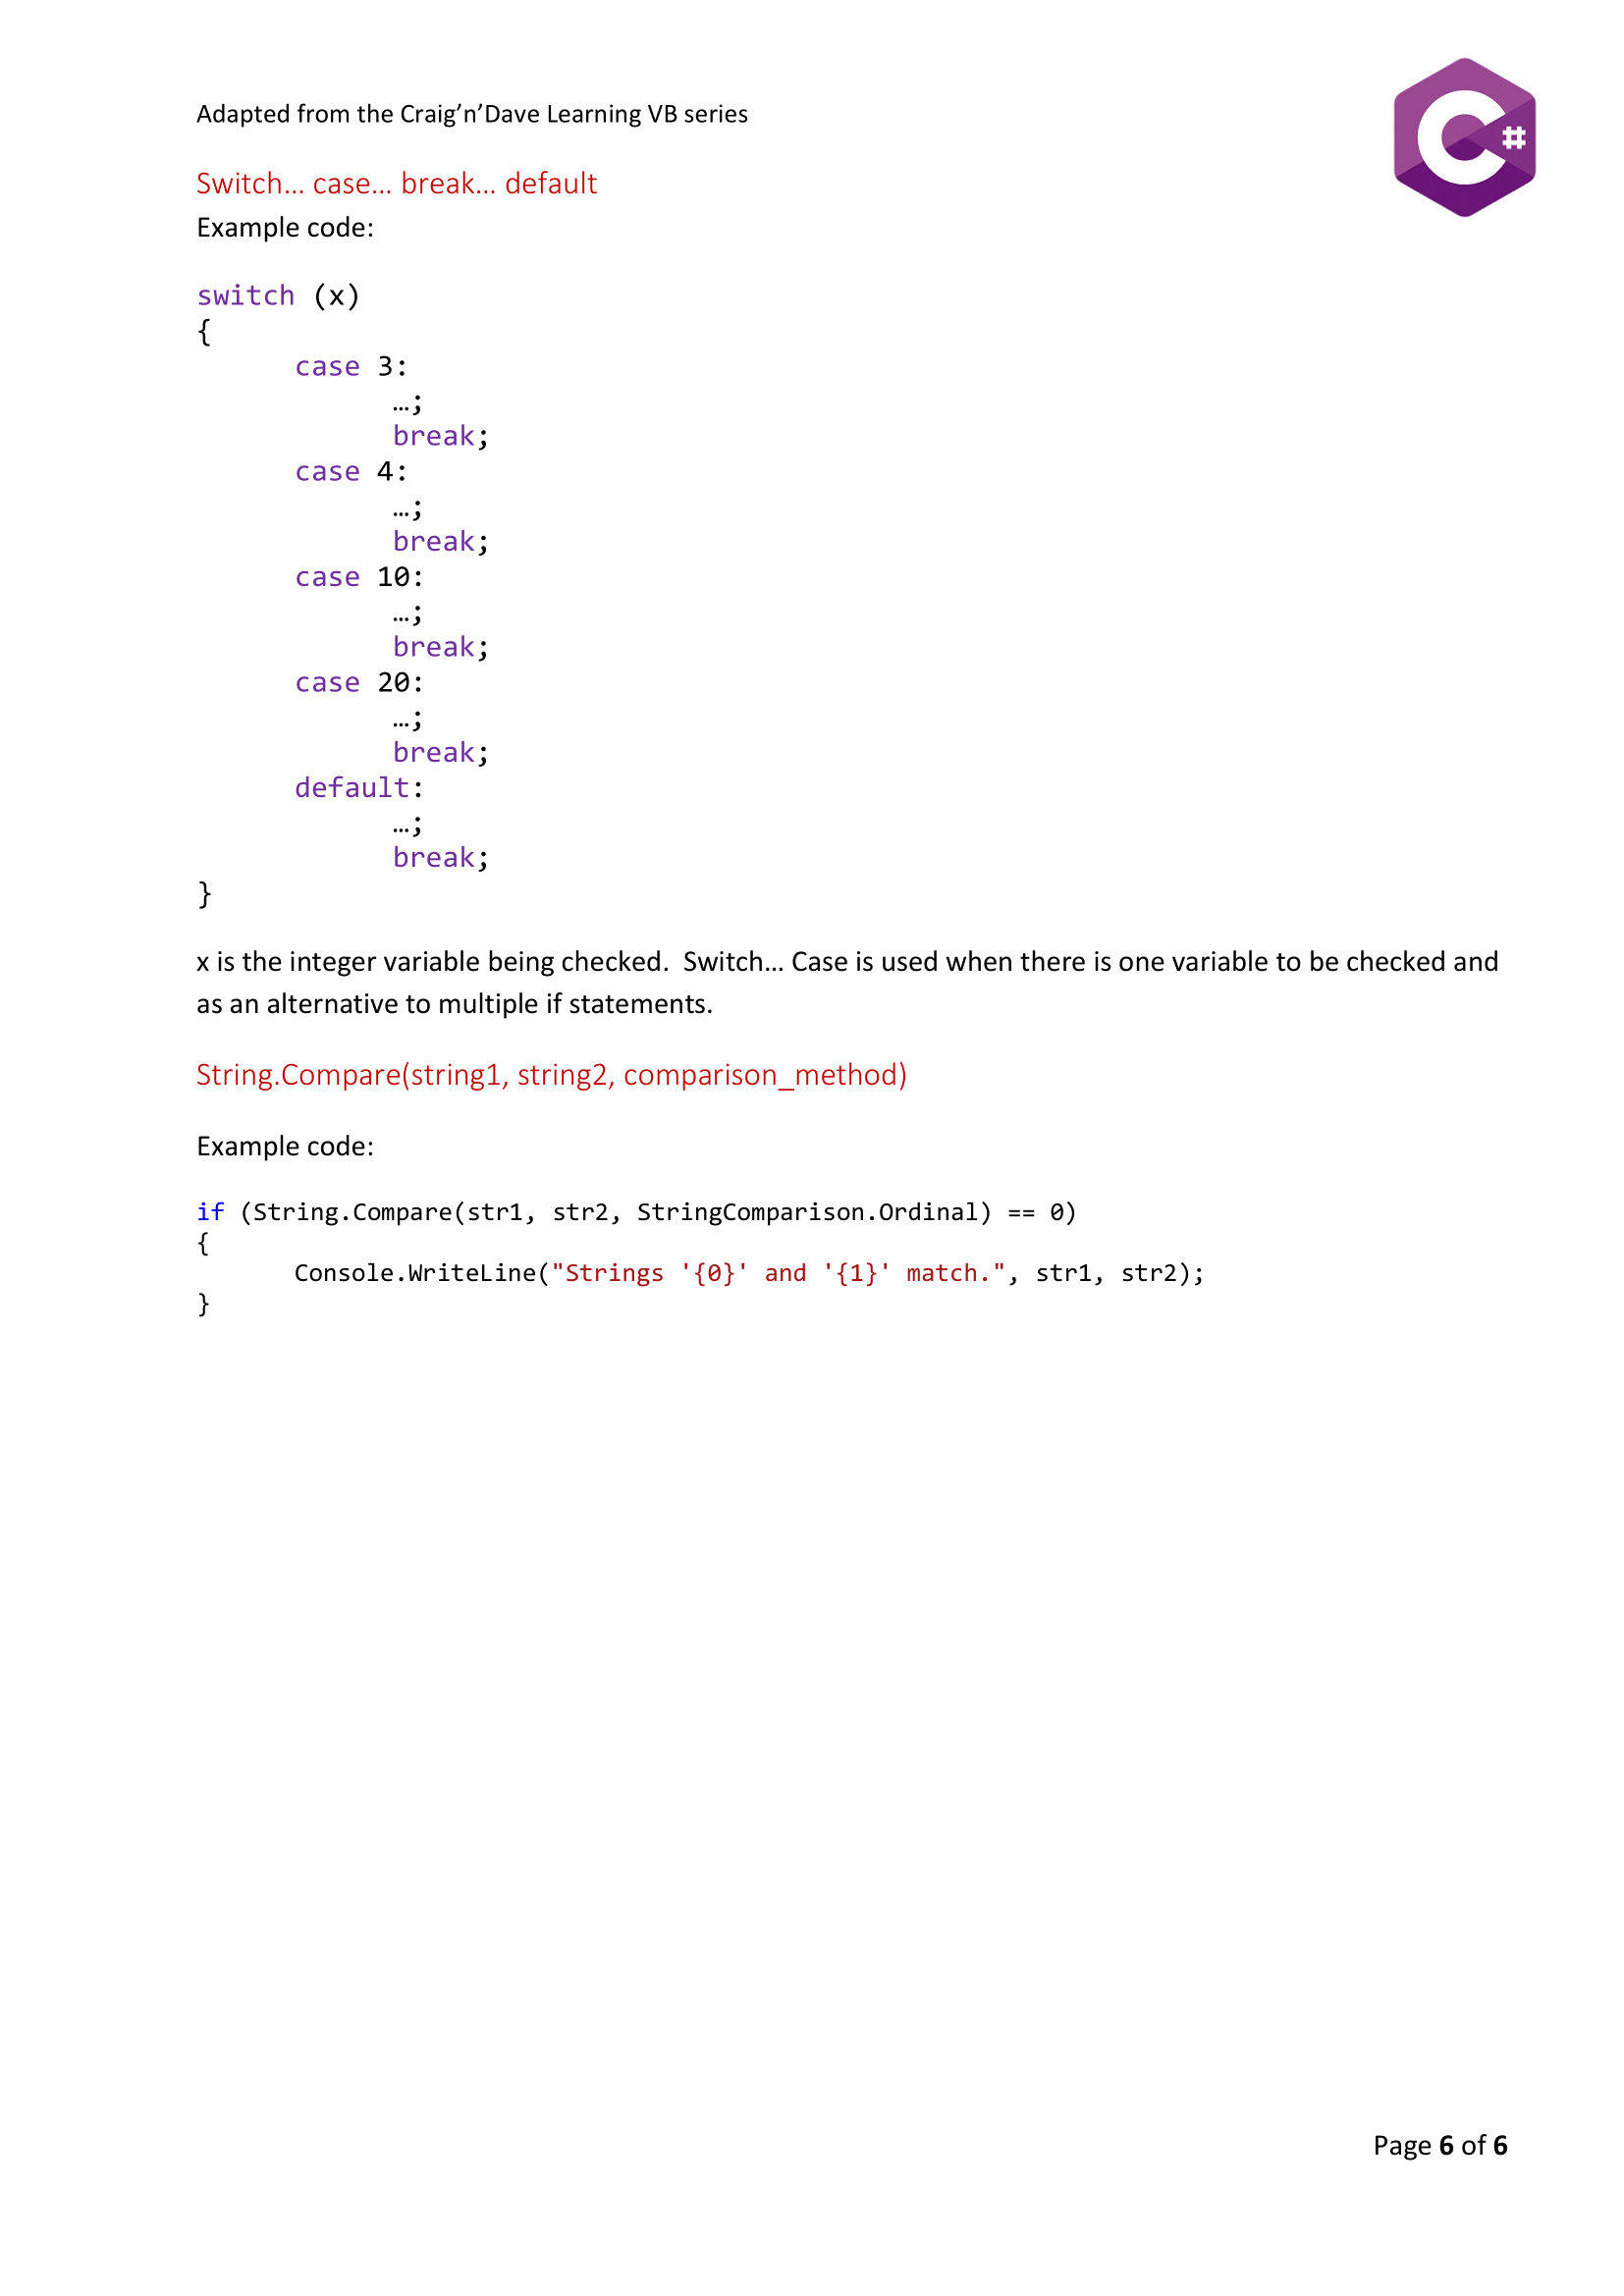 Adapted from the Craig’n’Dave Learning VB series
C#
Switch… case… break… default
Example code:
switch (x)
{
case 3:
…;
break;
case 4:
…;
break;
case 10:
…;
break;
case 20:
…;
break;
default:
…;
break;
}
x is the integer variable being checked.  Switch… Case is used when there is one variable to be checked and
as an alternative to multiple if statements.
String.Compare(string1, string2, comparison_method)
Example code:
if (String.Compare(str1, str2, StringComparison.Ordinal) == 0)
{
Console.WriteLine("Strings '{0}' and '{1}' match.", str1, str2);
}
Page 6 of 6